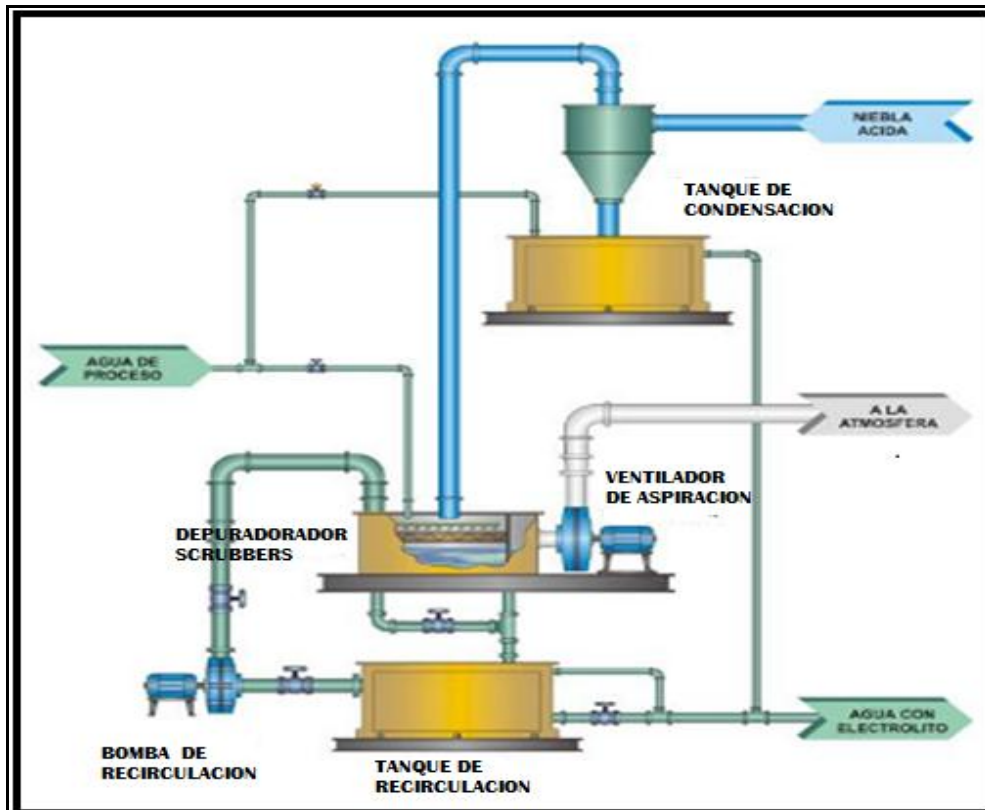 NIEBLA
ACIDA
TANQUE DE
CONDENSACION
AGUA DE
PROCESO
A LA
ATMOSFERA
VENTILADOR
DE ASPIRACION
DEPURADORADOR
SCRUBBERS
AGUA CON
ELECTROLITO
BOMBA DE
RECIRCULACION
TANQUE DE
RECIRCULACION